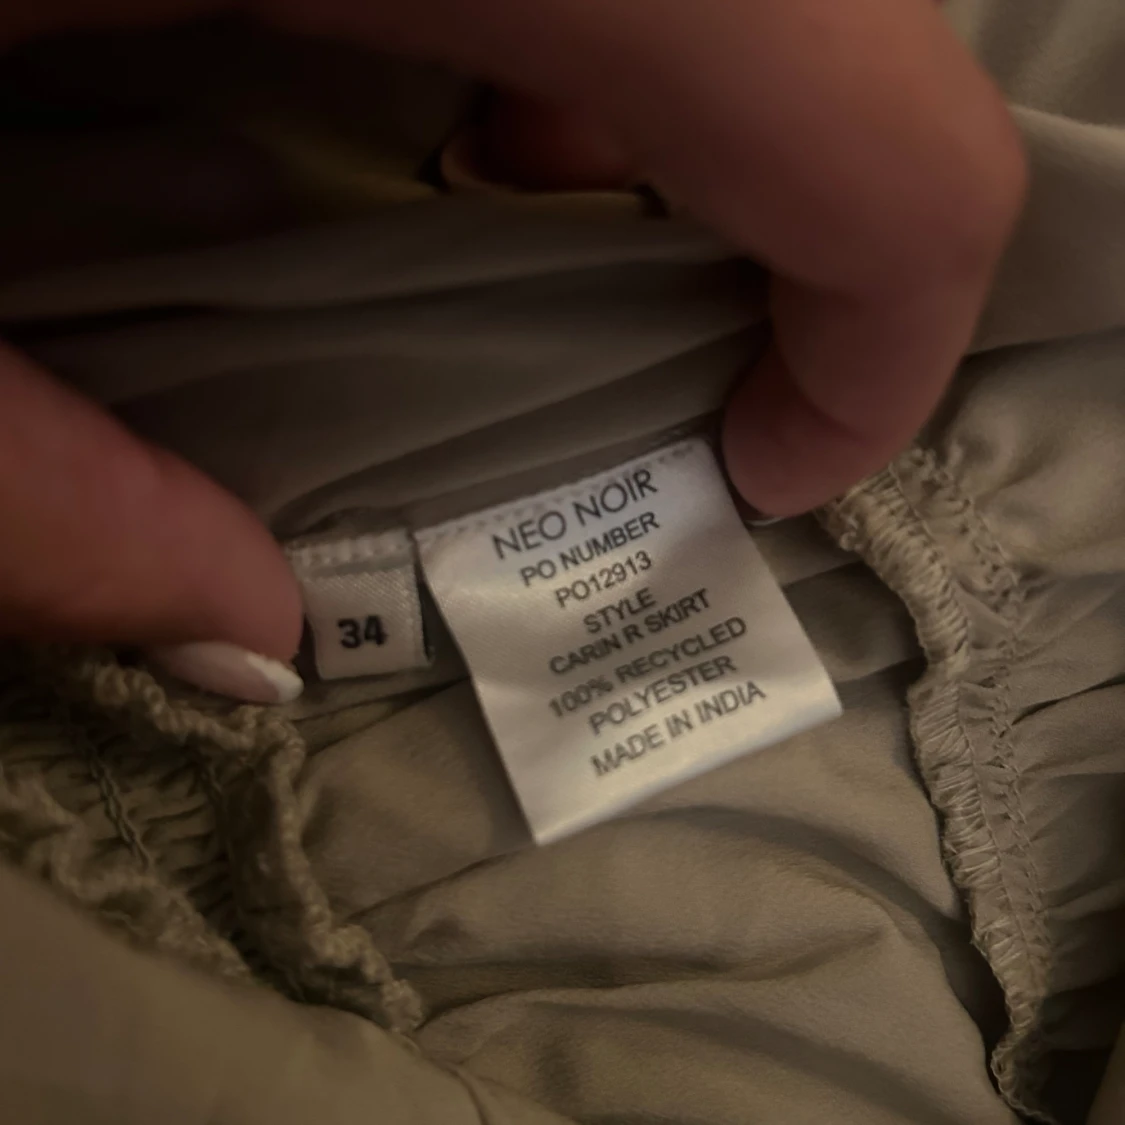 34
NEO NOIR
PO NUMBER
PO12913
STYLE
CARIN R SKIRT
100% RECYCLED
POLYESTER
MADE IN INDIA